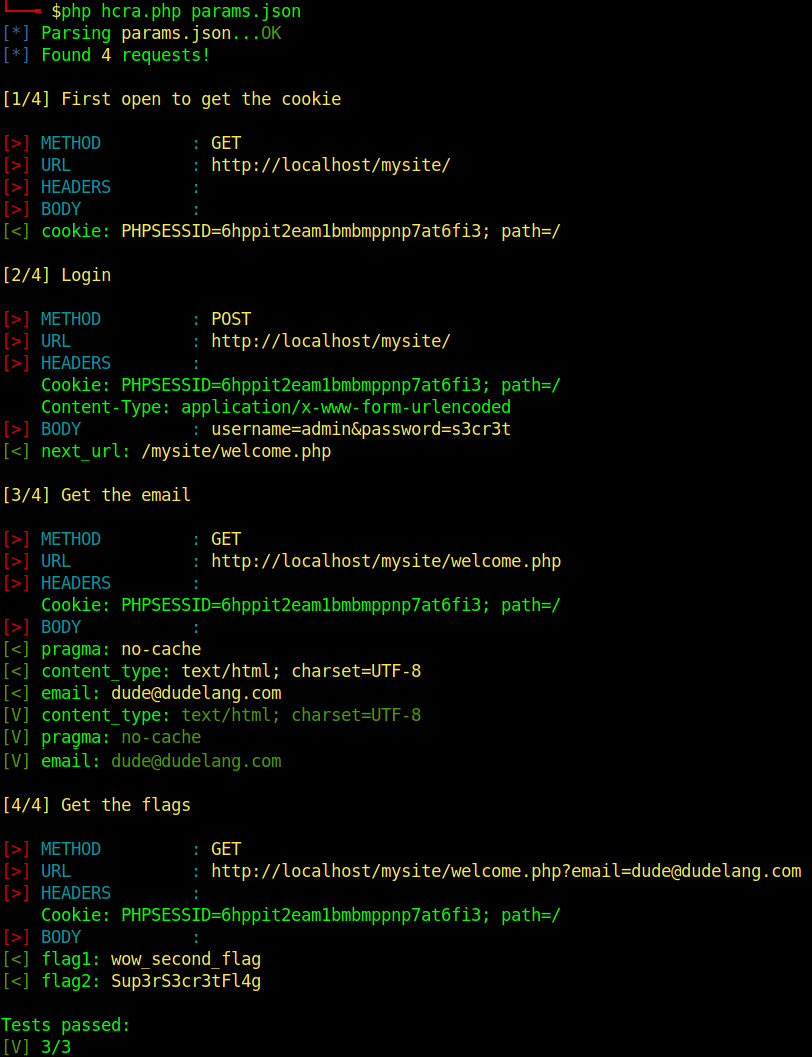 $php hcra.php params.json
[*] Parsing params.json...OK
[*] Found 4 requests!
[1/4] First open to get the cookie
[>] METHOD : GET
[>] URL : http://localhost/mysite/
[>] HEADERS :
[>] BODY :
[<] cookie: PHPSESSID=6hppit2eam1bmbmppnp7at6fi3; path=/
[2/4] Login
[>] METHOD : POST
[>] URL : http://localhost/mysite/
[>] HEADERS :
Cookie: PHPSESSID=6hppit2eam1bmbmppnp7at6fi3; path=/
Content-Type: application/x-www-form-urlencoded
[>] BODY : username=admin&password=s3cr3t
[<] next_url: /mysite/welcome.php
[3/4] Get the email
[>] METHOD : GET
[>] URL : http://localhost/mysite/welcome.php
[>] HEADERS :
Cookie: PHPSESSID=6hppit2eam1bmbmppnp7at6fi3; path=/
[>] BODY :
[<] pragma: no-cache
[<] content_type: text/html; charset=UTF-8
[<] email: dude@dudelang.com
[V] content_type: text/html; charset=UTF-8
[V] pragma: no-cache
[V] email: dude@dudelang.com
[4/4] Get the flags
[>] METHOD : GET
[>] URL : http://localhost/mysite/welcome.php?email=dude@dudelang.com
[>] HEADERS :
Cookie: PHPSESSID=6hppit2eam1bmbmppnp7at6fi3; path=/
[>] BODY :
[<] flag1: wow_second_flag
[<] flag2: Sup3rS3cr3tFl4g
Tests passed:
[V] 3/3